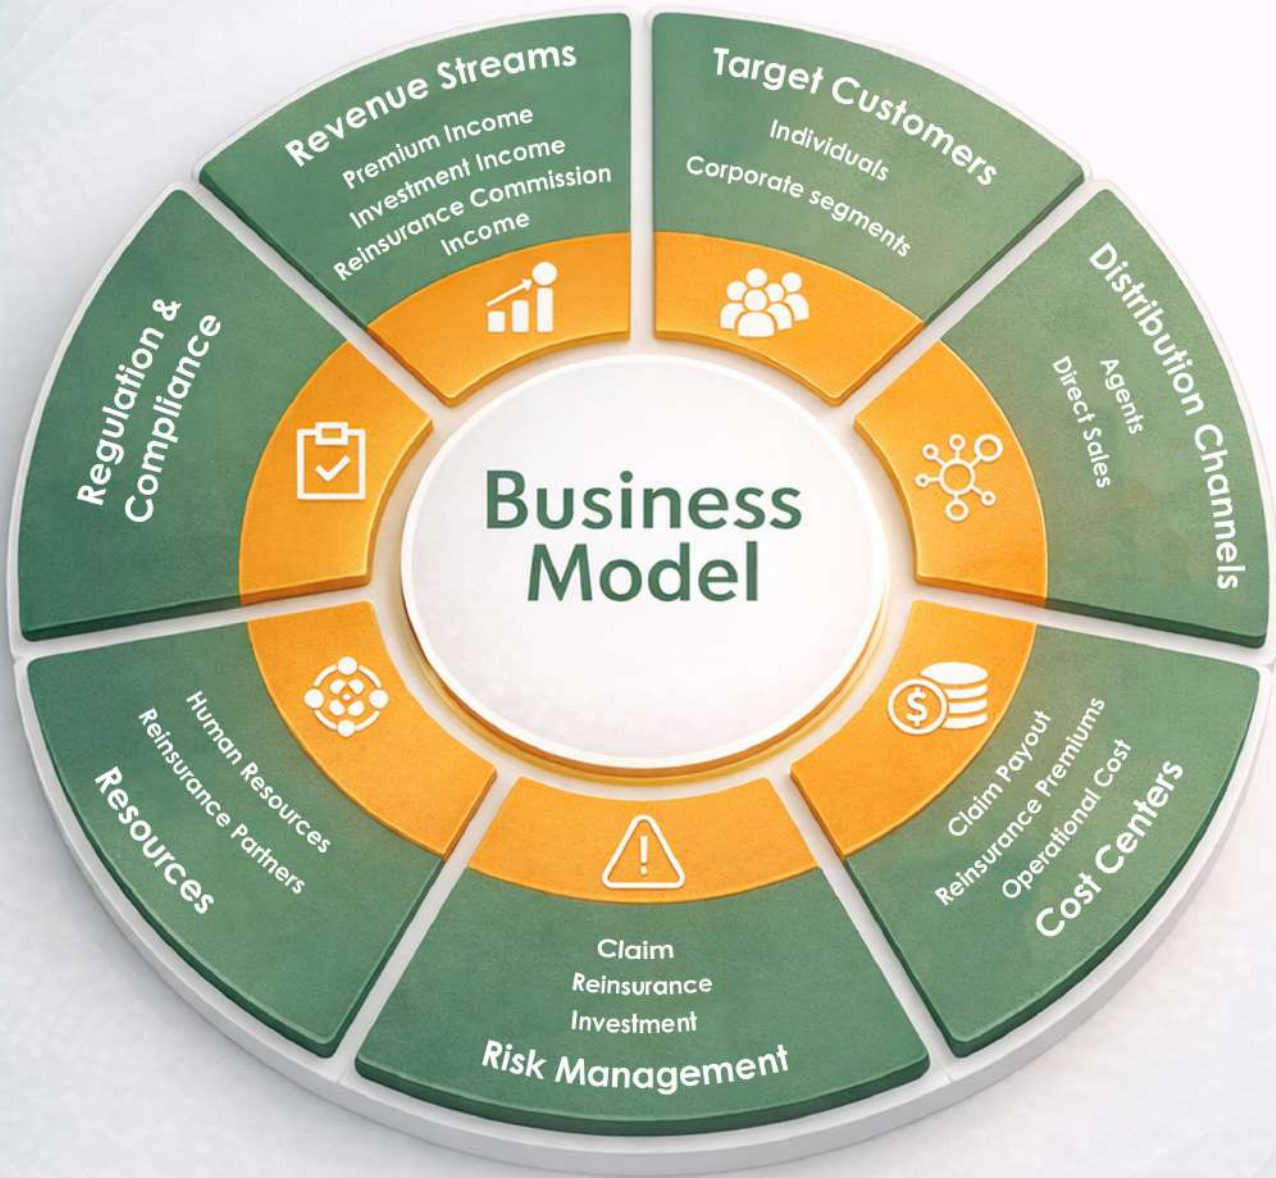 Business
Model
Revenue Streams
Premium Income
Investment Income
Reinsurance Commission
Income
Target Customers
Individuals
Corporate segments
Distribution Channels
Agents
Direct Sales
Claim Payout
Reinsurance Premiums
Operational Cost
Cost Centers
Claim
Reinsurance
Investment
Risk Management
Human Resources
Reinsurance Partners
Resources
Regulation &
Compliance
$
!